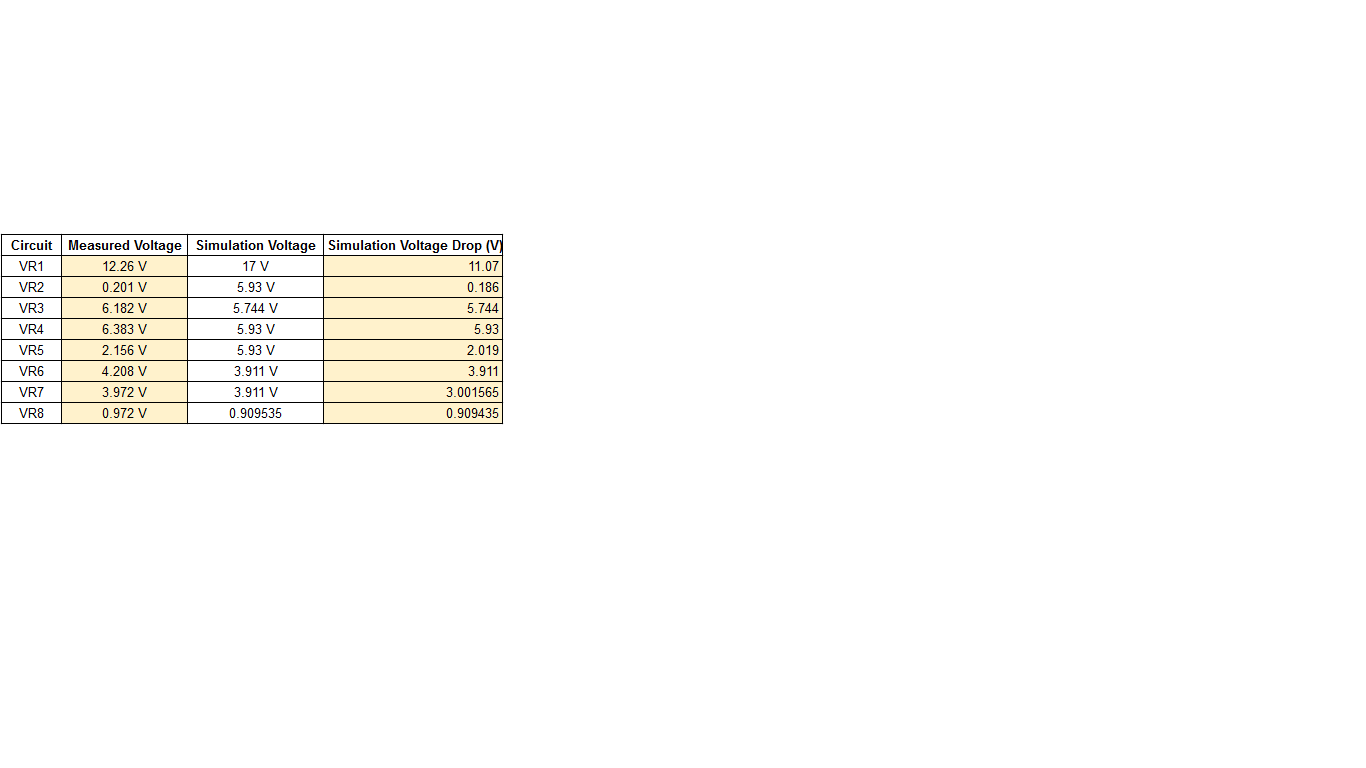 Circuit Measured Voltage Simulation Voltage Simulation Voltage Drop (V)
VR1 12.26 V 17 V 11.07
VR2 0.201 V 5.93 V 0.186
VR3 6.182 V 5.744 V 5.744
VR4 6.383 V 5.93 V 5.93
VR5 2.156 V 5.93 V 2.019
VR6 4.208 V 3.911 V 3.911
VR7 3.972 V 3.911 V 3.001565
VR8 0.972 V 0.909535 0.909435